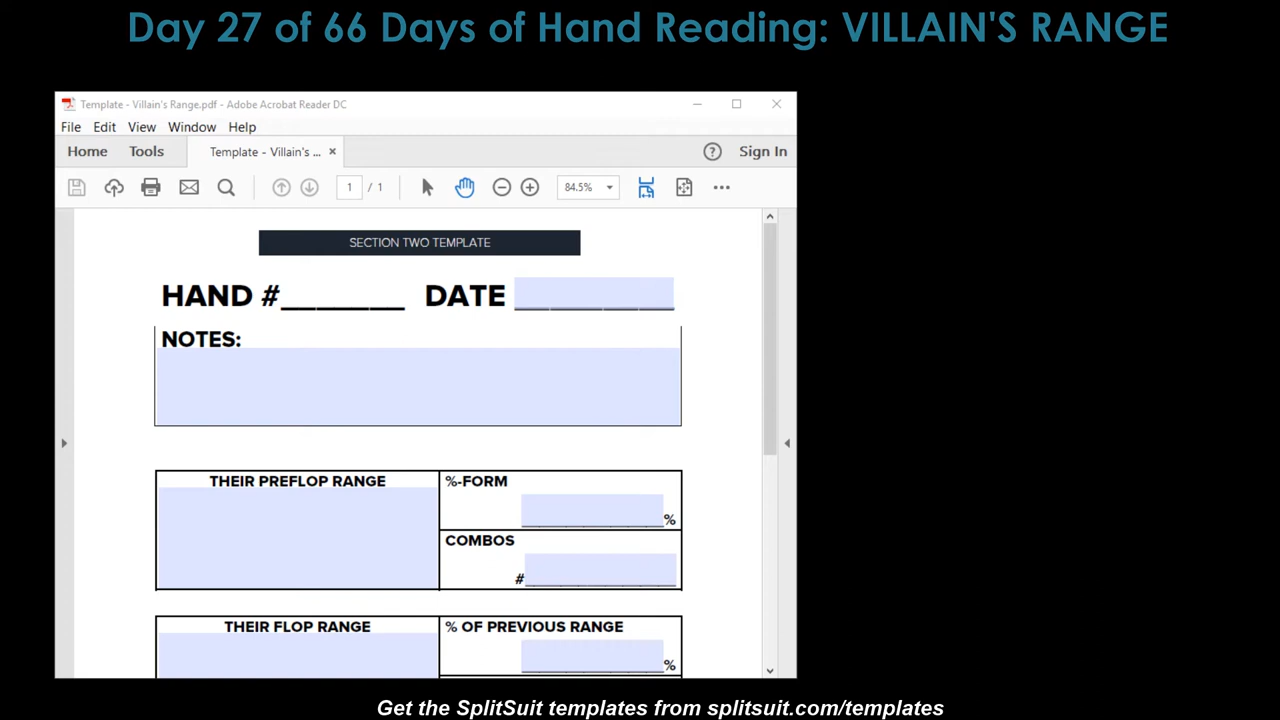 Day 27 of 66 Days of Hand Reading: VILLAIN'S RANGE
Template - Villain's Range.pdf - Adobe Acrobat Reader DC
File Edit View Window Help
Home Tools Template - Villain's ... × ? Sign In
1 / 1 84.5%
SECTION TWO TEMPLATE
HAND #_______ DATE ____________
NOTES:
THEIR PREFLOP RANGE %-FORM
%
COMBOS
#
THEIR FLOP RANGE % OF PREVIOUS RANGE
%
Get the SplitSuit templates from splitsuit.com/templates